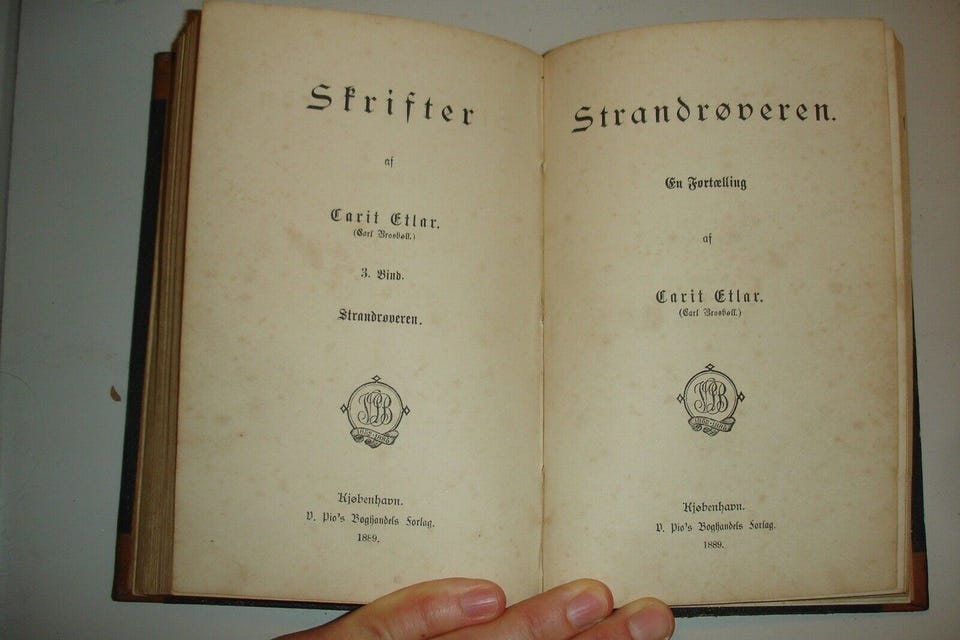 Skrifter
af
Carit Etlar.
(Carl Brosbøll.)
3. Bind.
Strandrøveren.
Kjøbenhavn.
V. Pio's Boghandels Forlag.
1889.
Strandrøveren.
En Fortælling
af
Carit Etlar.
(Carl Brosbøll.)
Kjøbenhavn.
V. Pio's Boghandels Forlag.
1889.